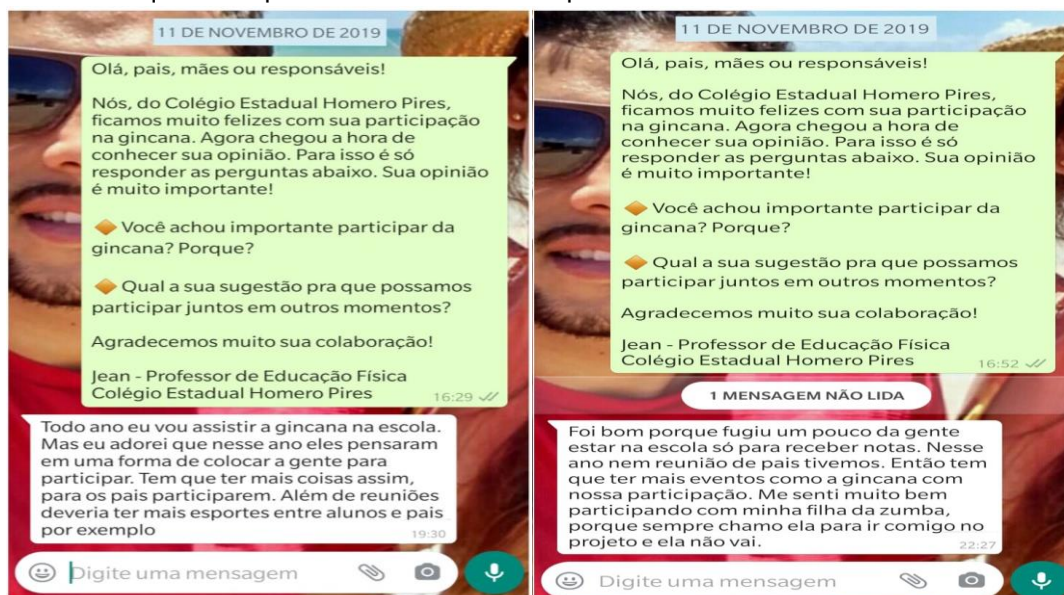 11 DE NOVEMBRO DE 2019
Olá, pais, mães ou responsáveis!
Nós, do Colégio Estadual Homero Pires,
ficamos muito felizes com sua participação
na gincana. Agora chegou a hora de
conhecer sua opinião. Para isso é só
responder as perguntas abaixo. Sua opinião
é muito importante!
Você achou importante participar da
gincana? Porque?
Qual a sua sugestão pra que possamos
participar juntos em outros momentos?
Agradecemos muito sua colaboração!
Jean - Professor de Educação Física
Colégio Estadual Homero Pires 16:29
Todo ano eu vou assistir a gincana na escola.
Mas eu adorei que nesse ano eles pensaram
em uma forma de colocar a gente para
participar. Tem que ter mais coisas assim,
para os pais participarem. Além de reuniões
deveria ter mais esportes entre alunos e pais
por exemplo 19:30
Digite uma mensagem
11 DE NOVEMBRO DE 2019
Olá, pais, mães ou responsáveis!
Nós, do Colégio Estadual Homero Pires,
ficamos muito felizes com sua participação
na gincana. Agora chegou a hora de
conhecer sua opinião. Para isso é só
responder as perguntas abaixo. Sua opinião
é muito importante!
Você achou importante participar da
gincana? Porque?
Qual a sua sugestão pra que possamos
participar juntos em outros momentos?
Agradecemos muito sua colaboração!
Jean - Professor de Educação Física
Colégio Estadual Homero Pires 16:52
1 MENSAGEM NÃO LIDA
Foi bom porque fugiu um pouco da gente
estar na escola só para receber notas. Nesse
ano nem reunião de pais tivemos. Então tem
que ter mais eventos como a gincana com
nossa participação. Me senti muito bem
participando com minha filha da zumba,
porque sempre chamo ela para ir comigo no
projeto e ela não vai. 22:27
Digite uma mensagem